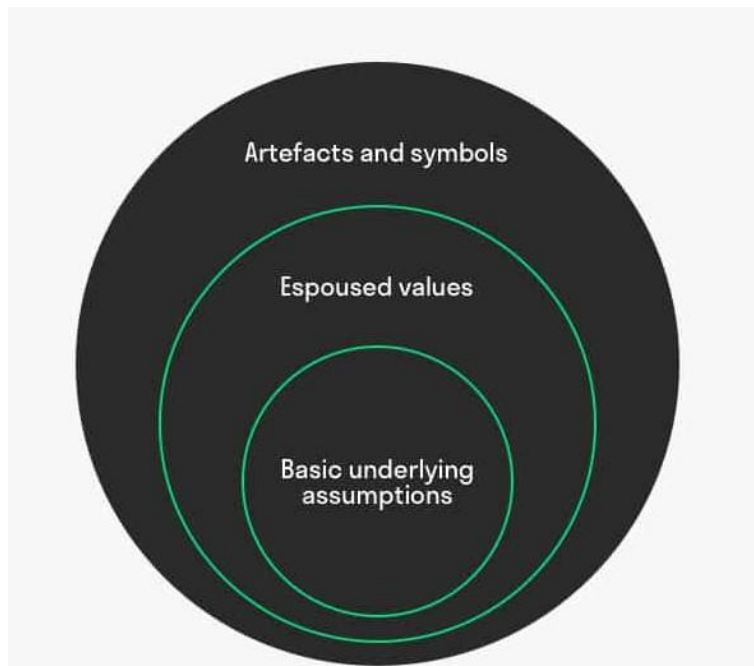 Artefacts and symbols
Espoused values
Basic underlying
assumptions